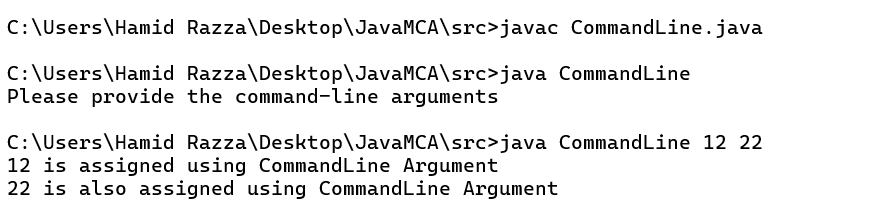 C:\Users\Hamid Razza\Desktop\JavaMCA\src>javac CommandLine.java
C:\Users\Hamid Razza\Desktop\JavaMCA\src>java CommandLine
Please provide the command-line arguments
C:\Users\Hamid Razza\Desktop\JavaMCA\src>java CommandLine 12 22
12 is assigned using CommandLine Argument
22 is also assigned using CommandLine Argument